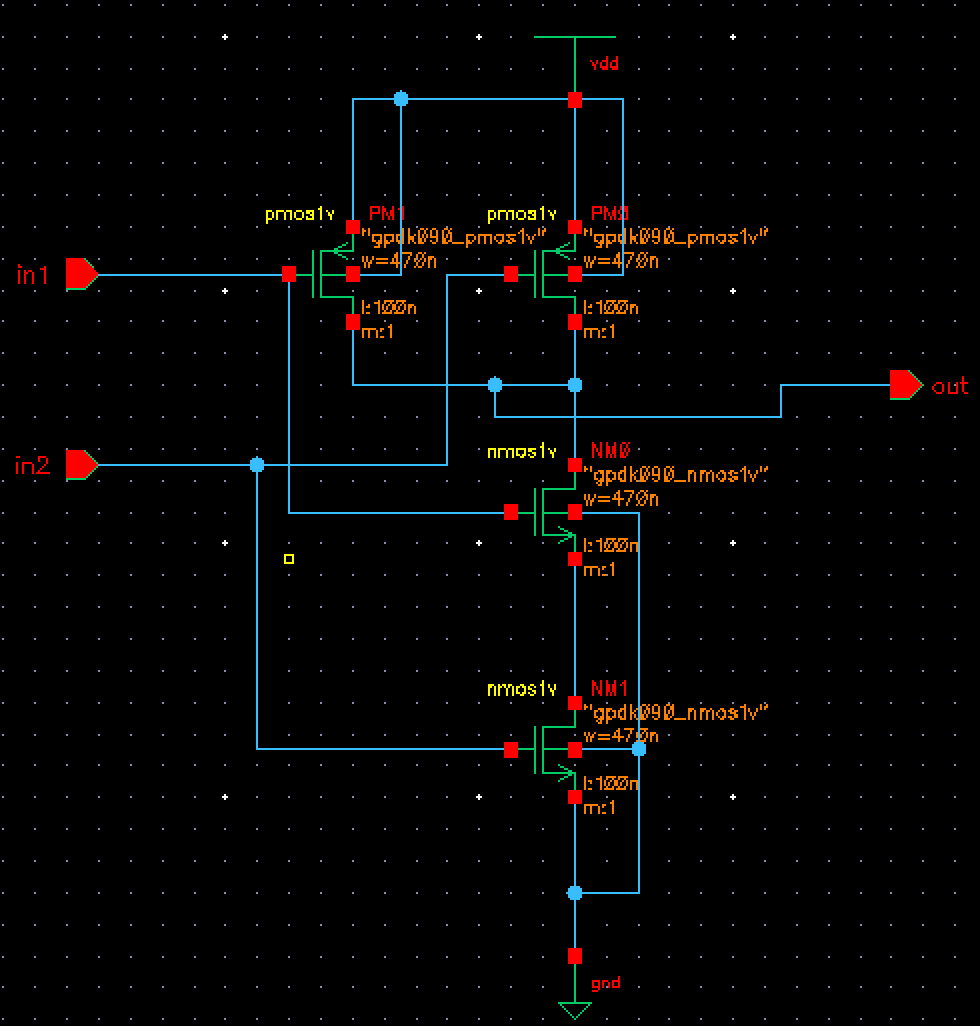 vdd
pmos1v PM1
"gpdk090_pmos1v"
w=470n
l:100n
m:1
pmos1v PM0
"gpdk090_pmos1v"
w=470n
l:100n
m:1
in1
out
in2
nmos1v NM0
"gpdk090_nmos1v"
w=470n
l:100n
m:1
nmos1v NM1
"gpdk090_nmos1v"
w=470n
l:100n
m:1
gnd